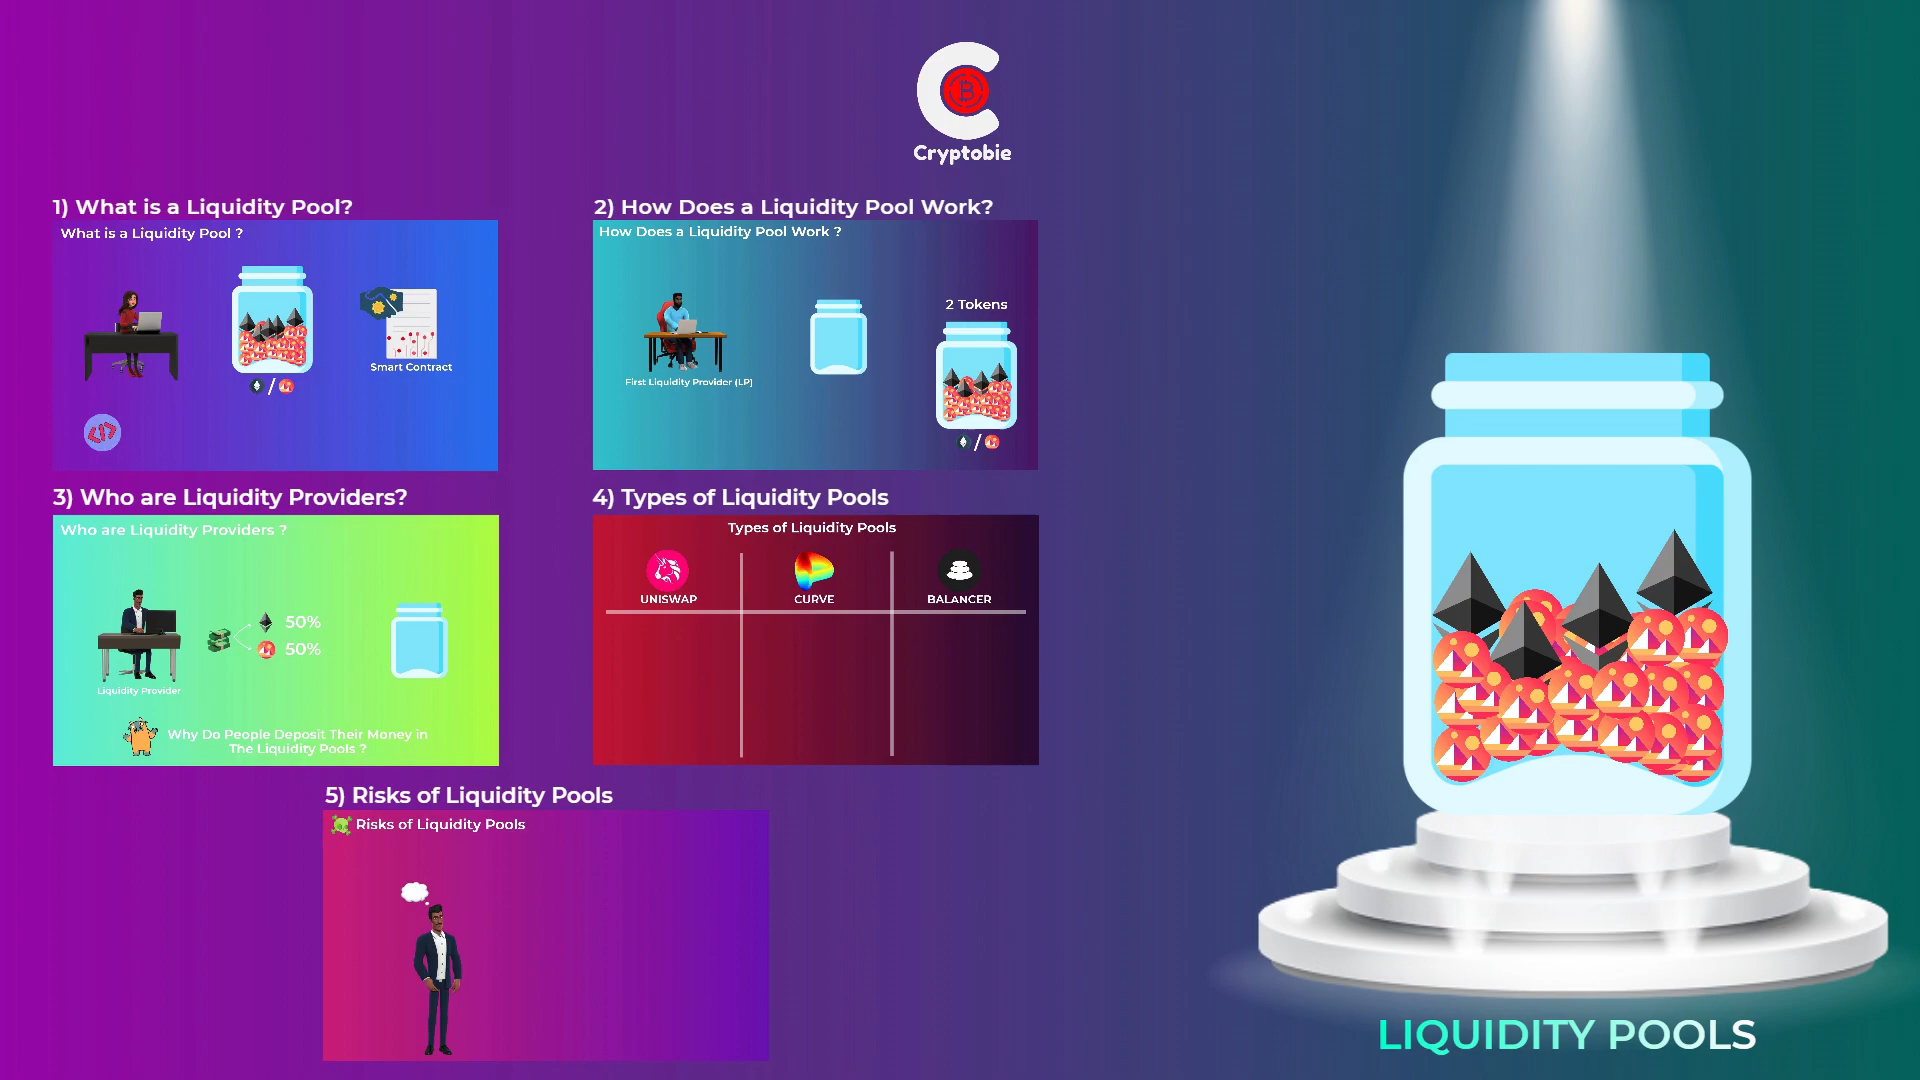 Cryptobie
1) What is a Liquidity Pool?
What is a Liquidity Pool ?
Smart Contract
/
2) How Does a Liquidity Pool Work?
How Does a Liquidity Pool Work ?
2 Tokens
First Liquidity Provider (LP)
/
3) Who are Liquidity Providers?
Who are Liquidity Providers ?
50%
50%
Liquidity Provider
Why Do People Deposit Their Money in
The Liquidity Pools ?
4) Types of Liquidity Pools
Types of Liquidity Pools
UNISWAP
CURVE
BALANCER
5) Risks of Liquidity Pools
Risks of Liquidity Pools
LIQUIDITY POOLS